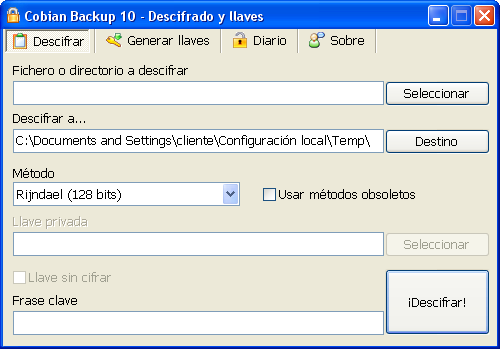 Cobian Backup 10 - Descifrado y llaves
Descifrar Generar llaves Diario Sobre
Fichero o directorio a descifrar
Seleccionar
Descifrar a...
C:\Documents and Settings\cliente\Configuración local\Temp\ Destino
Método
Rijndael (128 bits) Usar métodos obsoletos
Llave privada
Seleccionar
Llave sin cifrar
Frase clave
¡Descifrar!